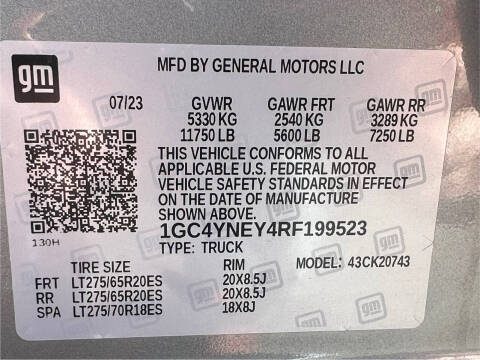 gm
MFD BY GENERAL MOTORS LLC
07/23 GVWR GAWR FRT GAWR RR
5330 KG 2540 KG 3289 KG
11750 LB 5600 LB 7250 LB
THIS VEHICLE CONFORMS TO ALL
APPLICABLE U.S. FEDERAL MOTOR
VEHICLE SAFETY STANDARDS IN EFFECT
ON THE DATE OF MANUFACTURE
SHOWN ABOVE.
1GC4YNEY4RF199523
130H
TYPE: TRUCK
MODEL: 43CK20743
TIRE SIZE RIM
FRT LT275/65R20ES 20X8.5J
RR LT275/65R20ES 20X8.5J
SPA LT275/70R18ES 18X8J